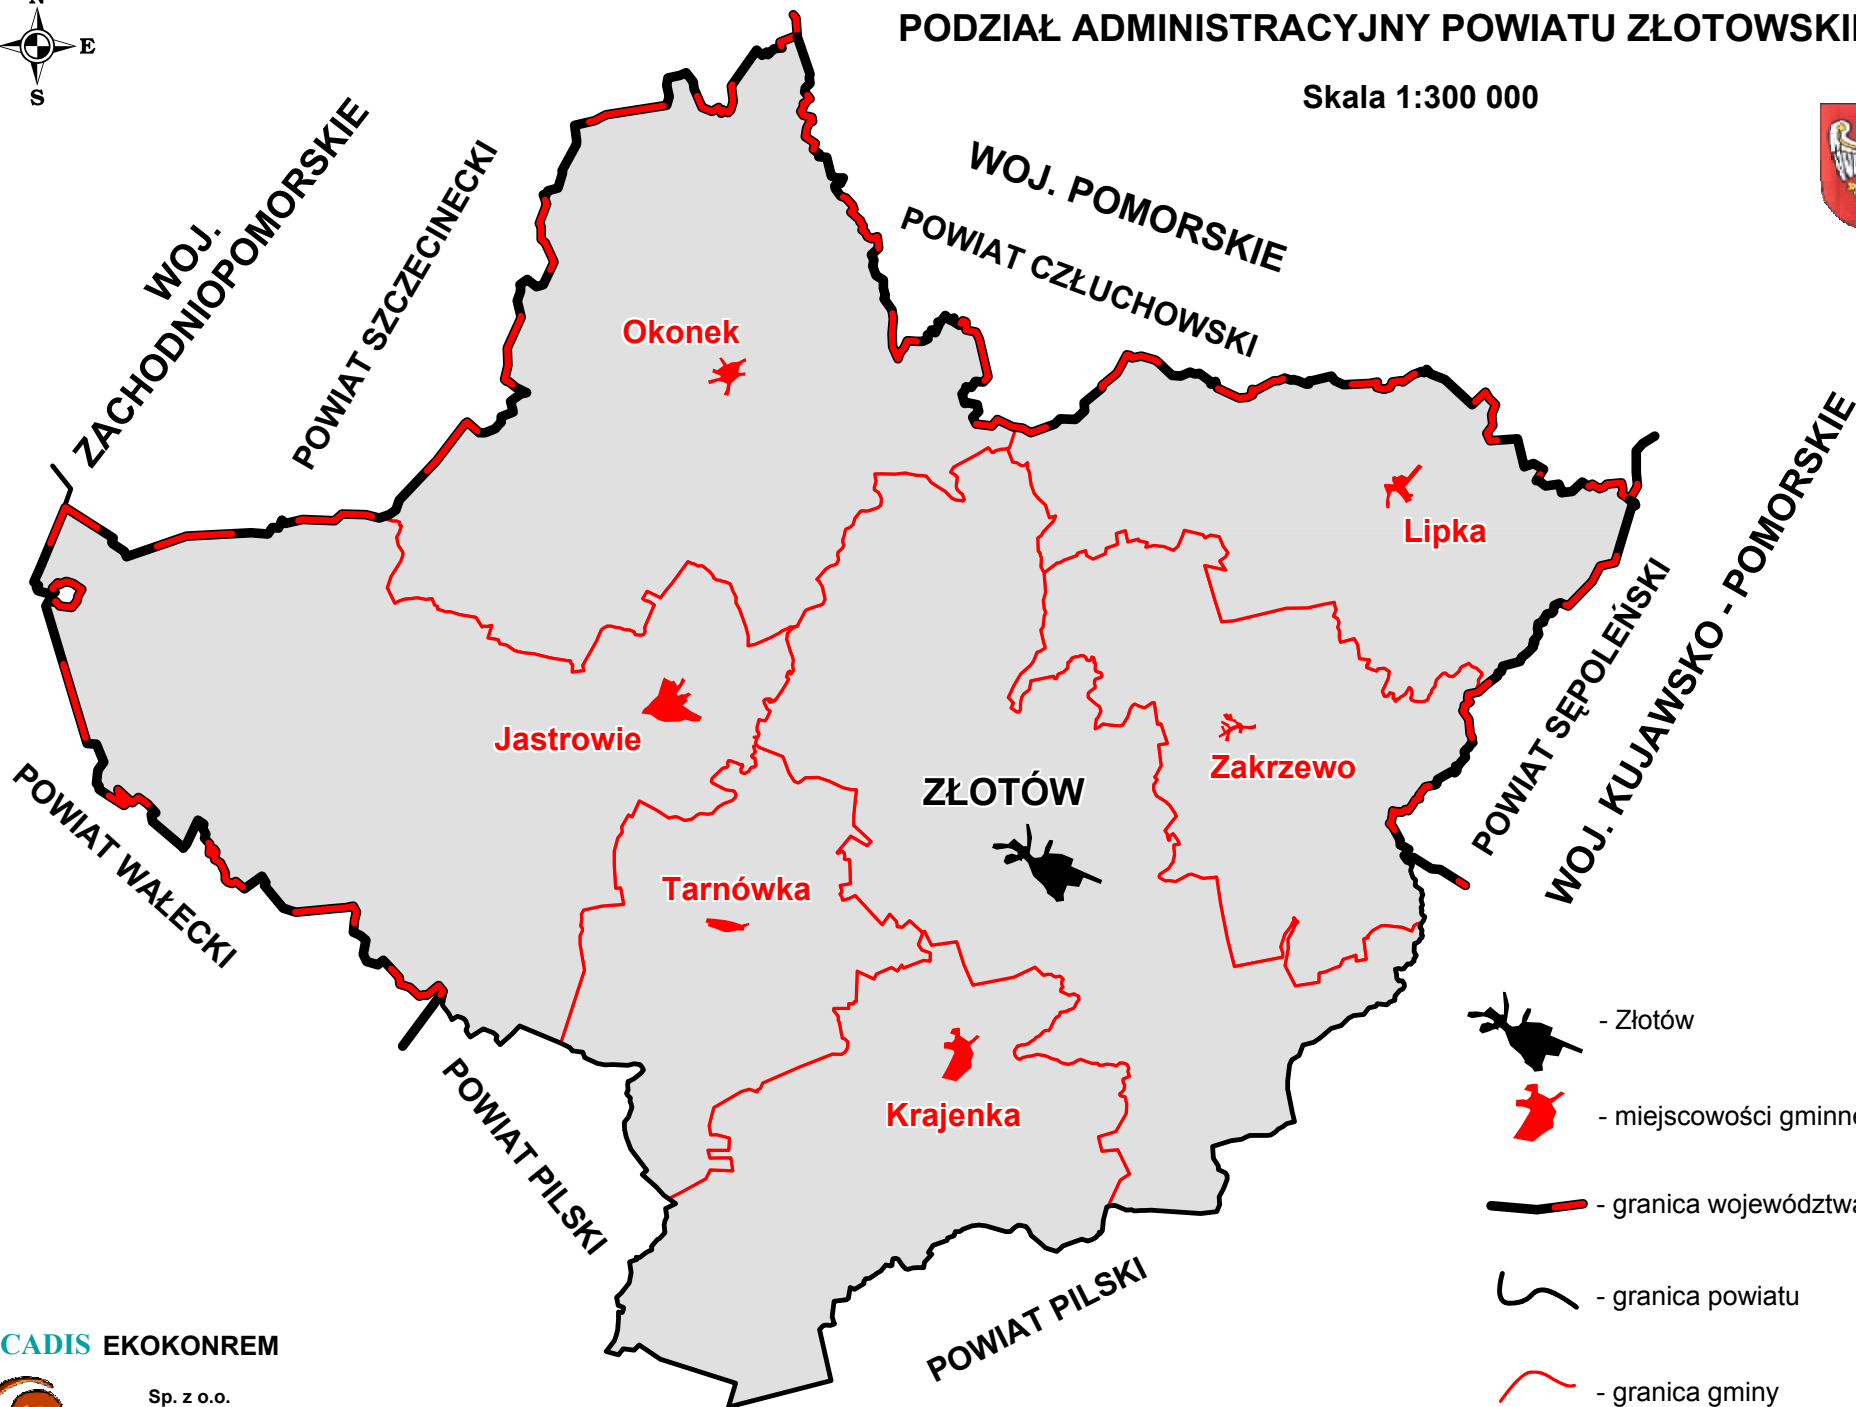 N
E
S
PODZIAŁ ADMINISTRACYJNY POWIATU ZŁOTOWSKI
Skala 1:300 000
WOJ.
ZACHODNIOPOMORSKIE
POWIAT SZCZECINECKI
WOJ. POMORSKIE
POWIAT CZŁUCHOWSKI
Okonek
Lipka
Jastrowie
Zakrzewo
ZŁOTÓW
Tarnówka
Krajenka
POWIAT SĘPOLEŃSKI
WOJ. KUJAWSKO - POMORSKIE
POWIAT WAŁECKI
POWIAT PILSKI
POWIAT PILSKI
- Złotów
- miejscowości gminne
- granica województwa
- granica powiatu
- granica gminy
CADIS EKOKONREM
Sp. z o.o.